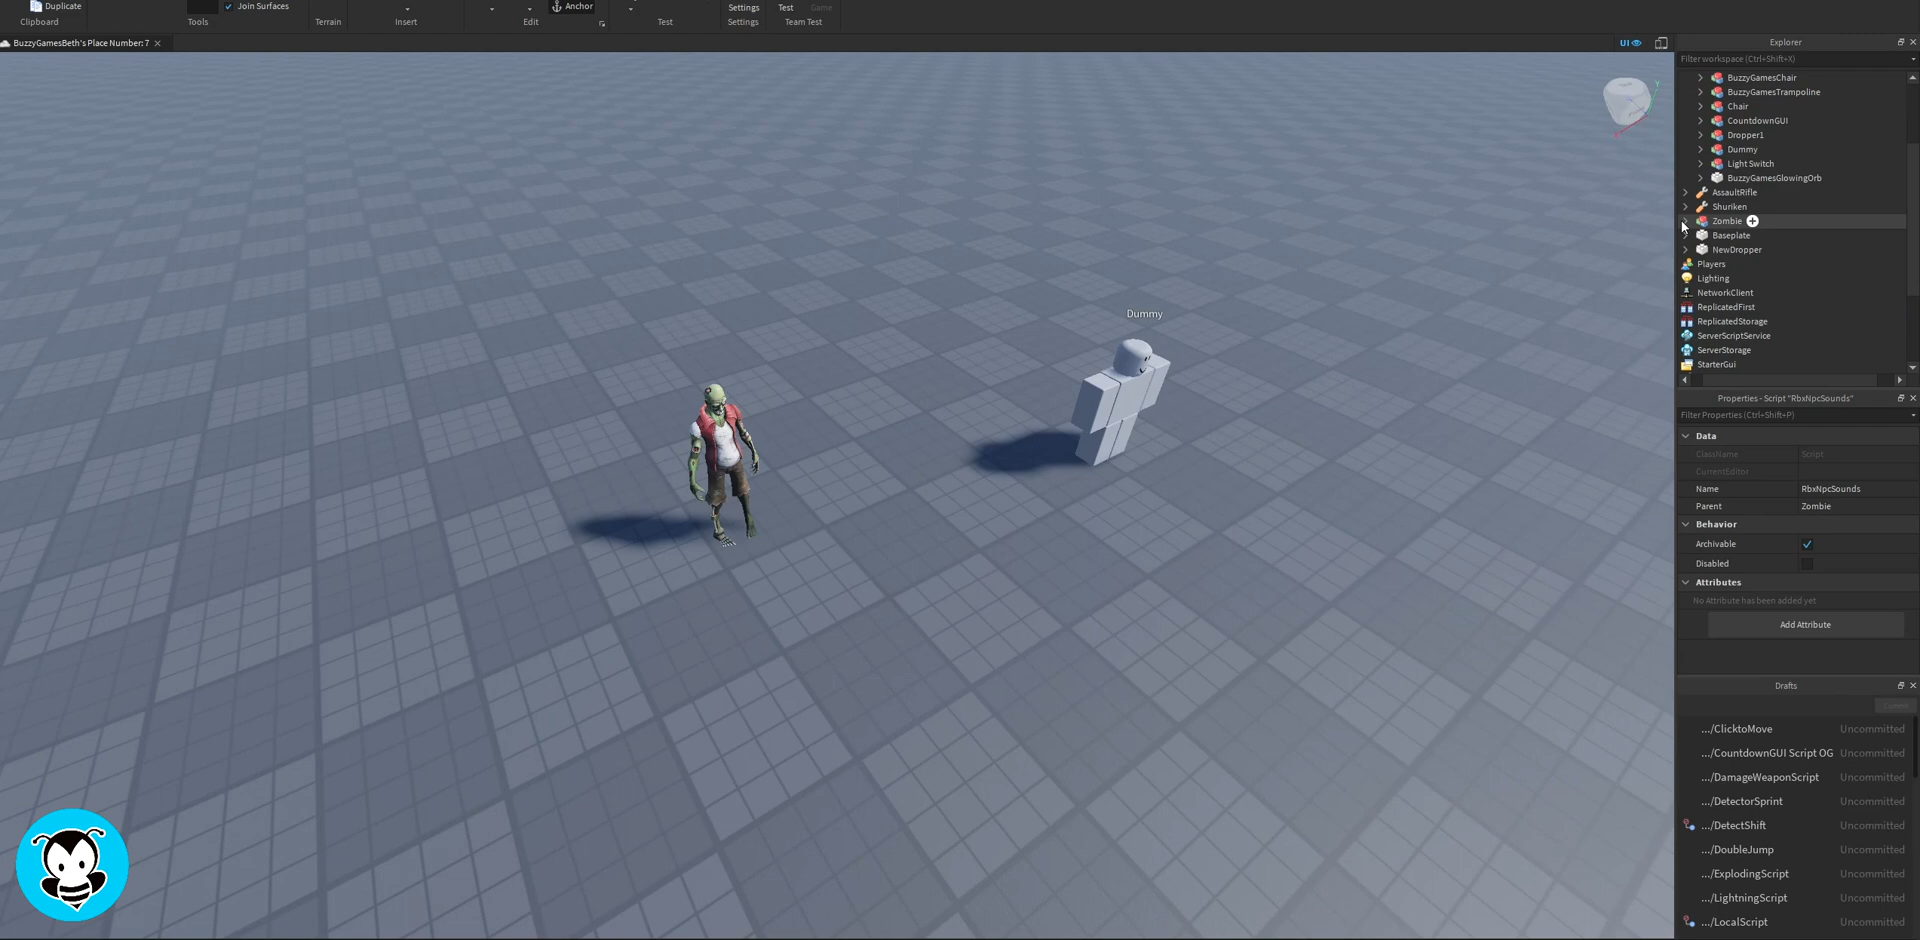 Duplicate
Join Surfaces
Anchor
Settings
Test
Game
Clipboard
Tools
Terrain
Insert
Edit
Test
Settings
Team Test
BuzzyGamesBeth's Place Number: 7
UI
Explorer
Filter workspace (Ctrl+Shift+X)
BuzzyGamesChair
BuzzyGamesTrampoline
Chair
CountdownGUI
Dropper1
Dummy
Light Switch
BuzzyGamesGlowingOrb
AssaultRifle
Shuriken
Zombie
Baseplate
NewDropper
Players
Lighting
NetworkClient
ReplicatedFirst
ReplicatedStorage
ServerScriptService
ServerStorage
StarterGui
Y
Dummy
Properties - Script "RbxNpcSounds"
Filter Properties (Ctrl+Shift+P)
Data
ClassName Script
CurrentEditor
Name RbxNpcSounds
Parent Zombie
Behavior
Archivable
Disabled
Attributes
No Attribute has been added yet
Add Attribute
Drafts
Commit
.../ClicktoMove Uncommitted
.../CountdownGUI Script OG Uncommitted
.../DamageWeaponScript Uncommitted
.../DetectorSprint Uncommitted
.../DetectShift Uncommitted
.../DoubleJump Uncommitted
.../ExplodingScript Uncommitted
.../LightningScript Uncommitted
.../LocalScript Uncommitted